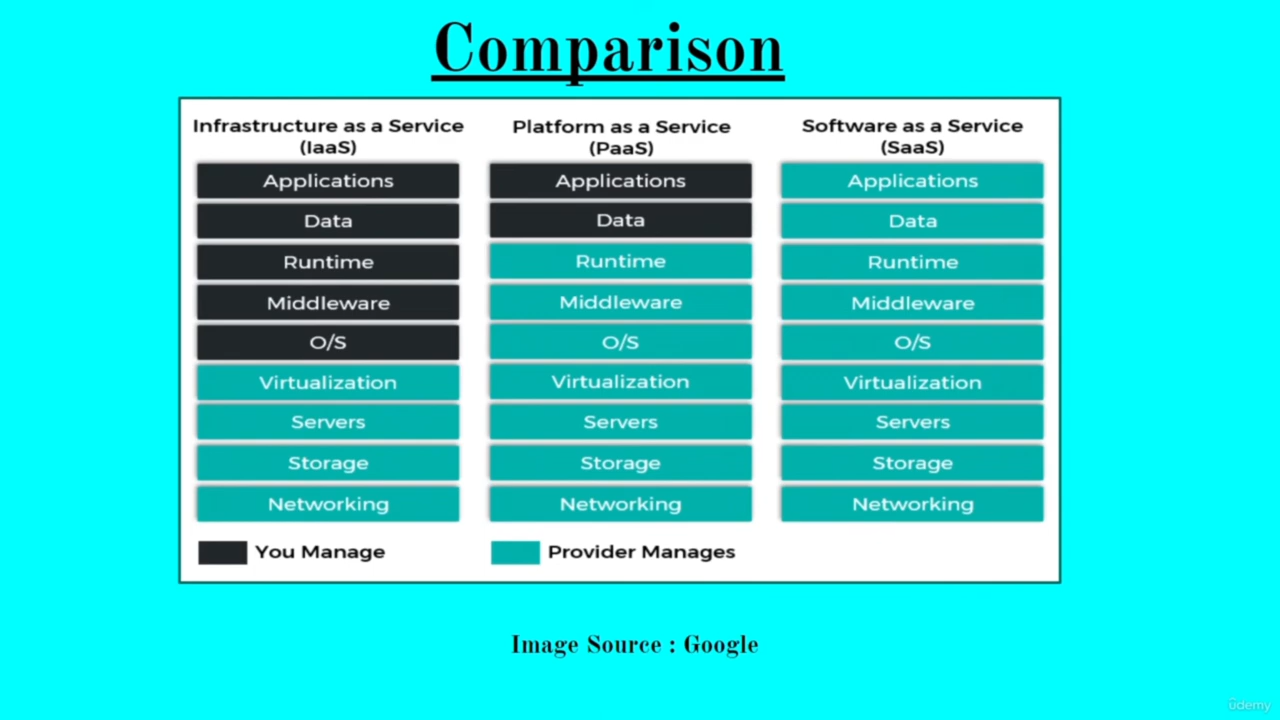 Comparison
Infrastructure as a Service
(IaaS)
Applications
Data
Runtime
Middleware
O/S
Virtualization
Servers
Storage
Networking
Platform as a Service
(PaaS)
Applications
Data
Runtime
Middleware
O/S
Virtualization
Servers
Storage
Networking
Software as a Service
(SaaS)
Applications
Data
Runtime
Middleware
O/S
Virtualization
Servers
Storage
Networking
You Manage
Provider Manages
Image Source : Google
udemy